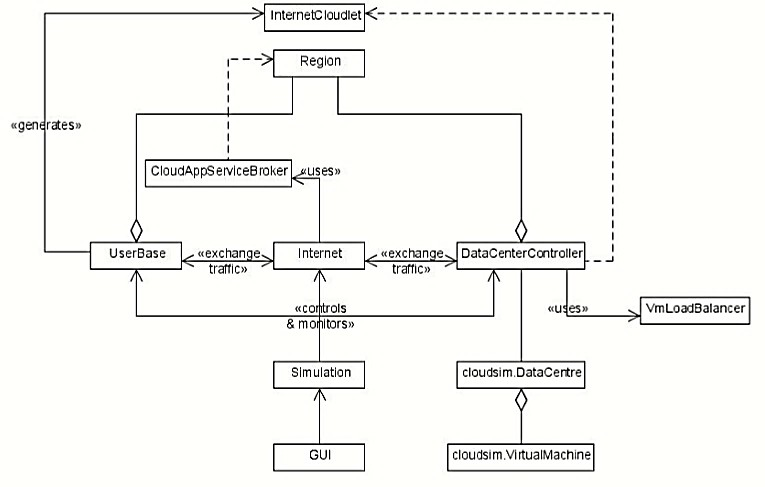 InternetCloudlet
Region
«generates»
CloudAppServiceBroker
«uses»
UserBase
«exchange
traffic»
Internet
«exchange
traffic»
DataCenterController
«controls
& monitors»
«uses»
VmLoadBalancer
Simulation
cloudsim.DataCentre
GUI
cloudsim.VirtualMachine